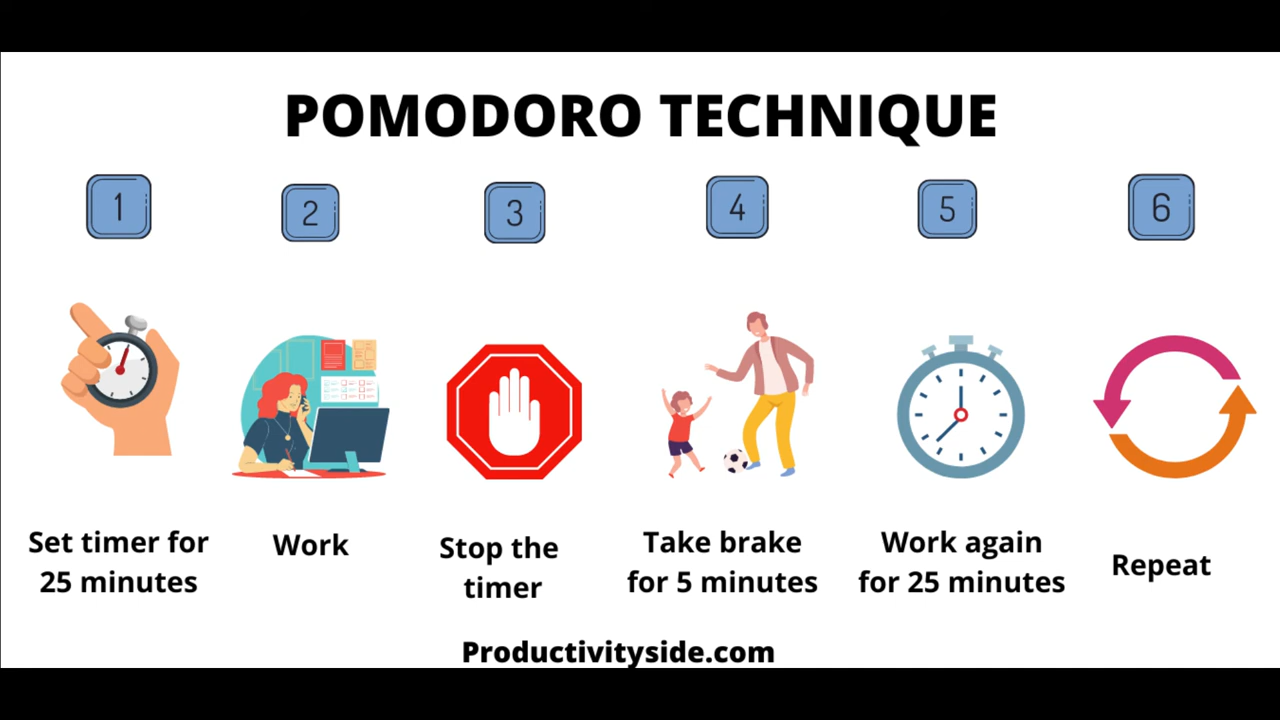 POMODORO TECHNIQUE
1
2
3
4
5
6
Set timer for
25 minutes
Work
Stop the
timer
Take brake
for 5 minutes
Work again
for 25 minutes
Repeat
Productivityside.com